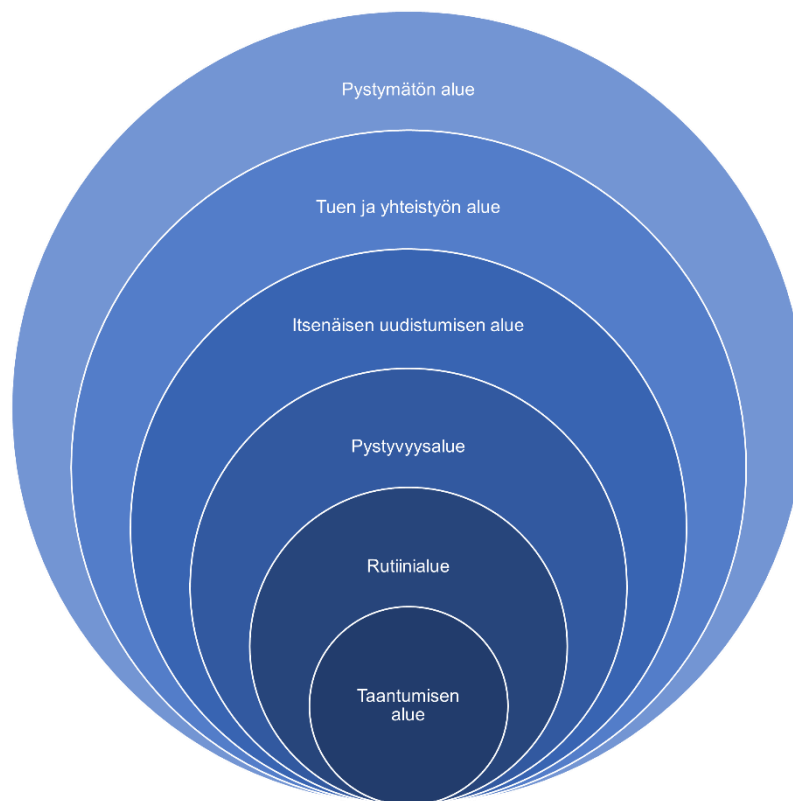 Pystymätön alue
Tuen ja yhteistyön alue
Itsenäisen uudistumisen alue
Pystyvyysalue
Rutiinialue
Taantumisen
alue